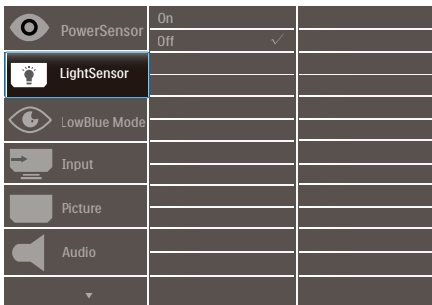 PowerSensor
On
Off
LightSensor
LowBlue Mode
Input
Picture
Audio